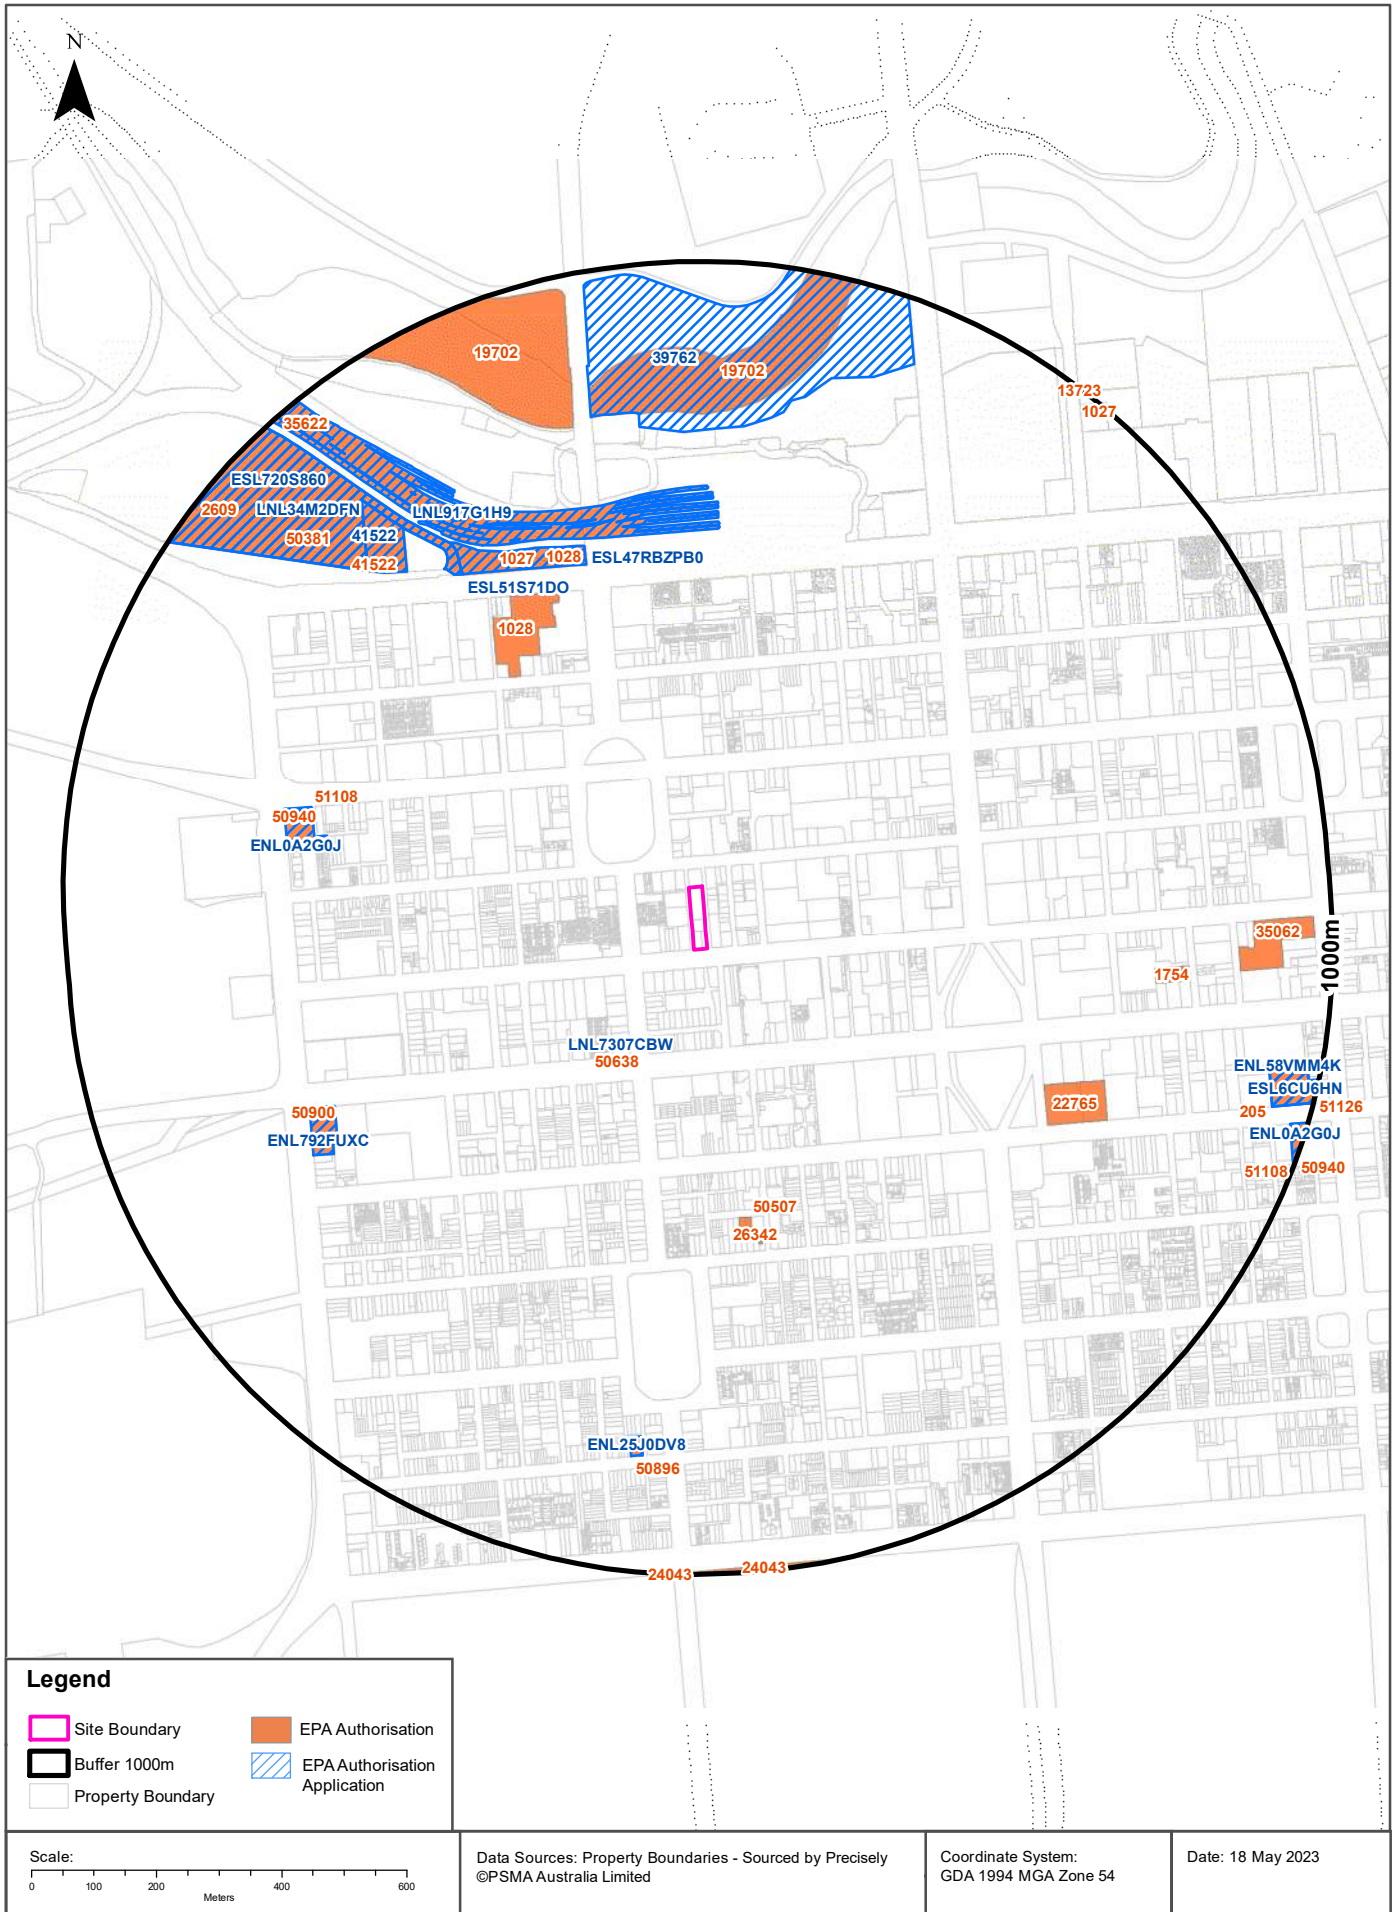 N
19702
39762
19702
13723
1027
35622
ESL720S860
2609
LNL34M2DFN
LNL917G1H9
50381
41522
41522
1027
1028
ESL47RBZPB0
ESL51S71DO
1028
51108
50940
ENL0A2G0J
35062
1000m
1754
LNL7307CBW
50638
ENL58VMM4K
ESL6CU6HN
22765
205
51126
50900
ENL792FUXC
ENL0A2G0J
51108
50940
50507
26342
ENL25J0DV8
50896
24043
24043
Legend
Site Boundary
EPA Authorisation
Buffer 1000m
EPA Authorisation
Application
Property Boundary
Scale:
0 100 200 400 600
Meters
Data Sources: Property Boundaries - Sourced by Precisely
©PSMA Australia Limited
Coordinate System:
GDA 1994 MGA Zone 54
Date: 18 May 2023